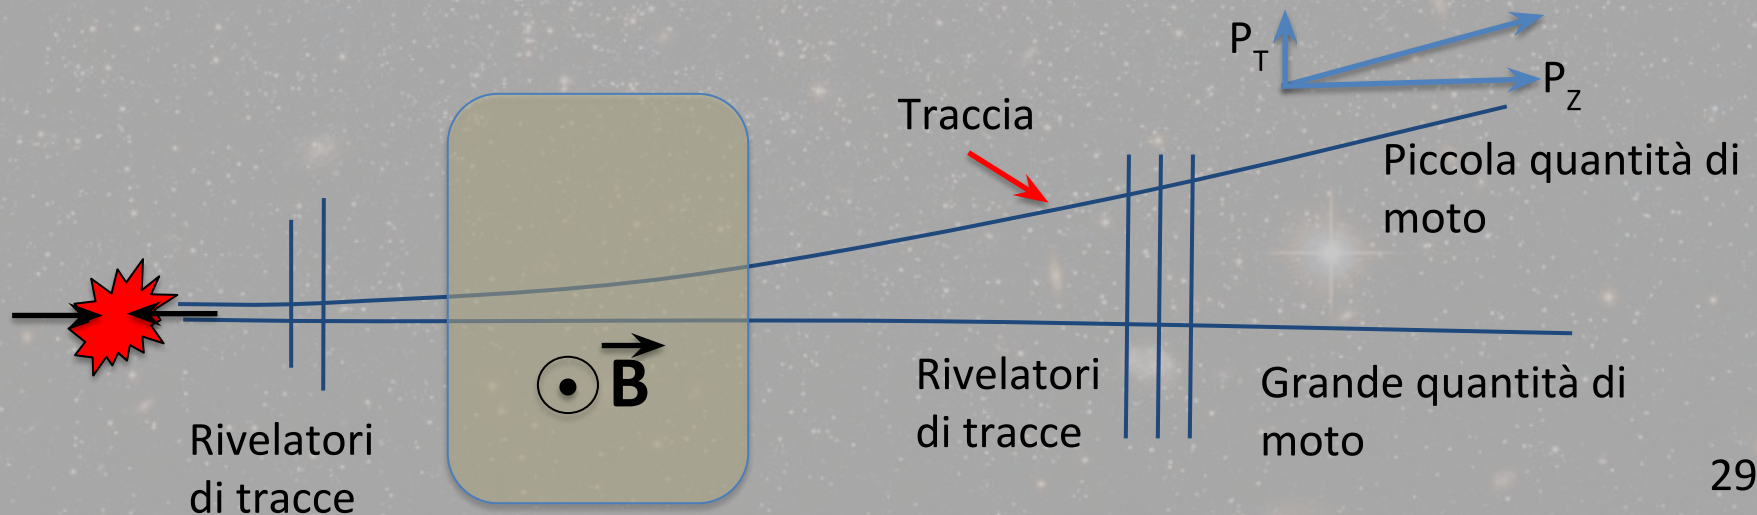 P_T
P_Z
Traccia
Piccola quantità di
moto
B
Rivelatori
di tracce
Rivelatori
di tracce
Grande quantità di
moto
29